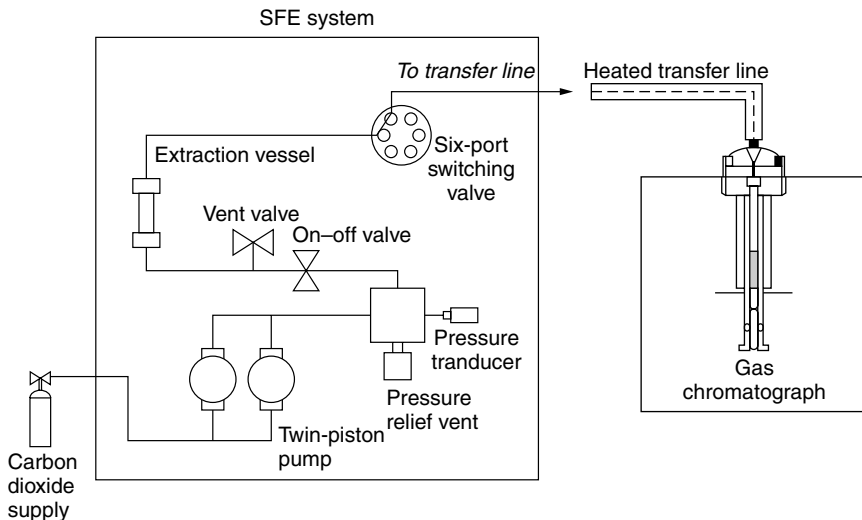 SFE system
To transfer line
Heated transfer line
Extraction vessel
Six-port
switching
valve
Vent valve
On–off valve
Pressure
tranducer
Pressure
relief vent
Twin-piston
pump
Carbon
dioxide
supply
Gas
chromatograph